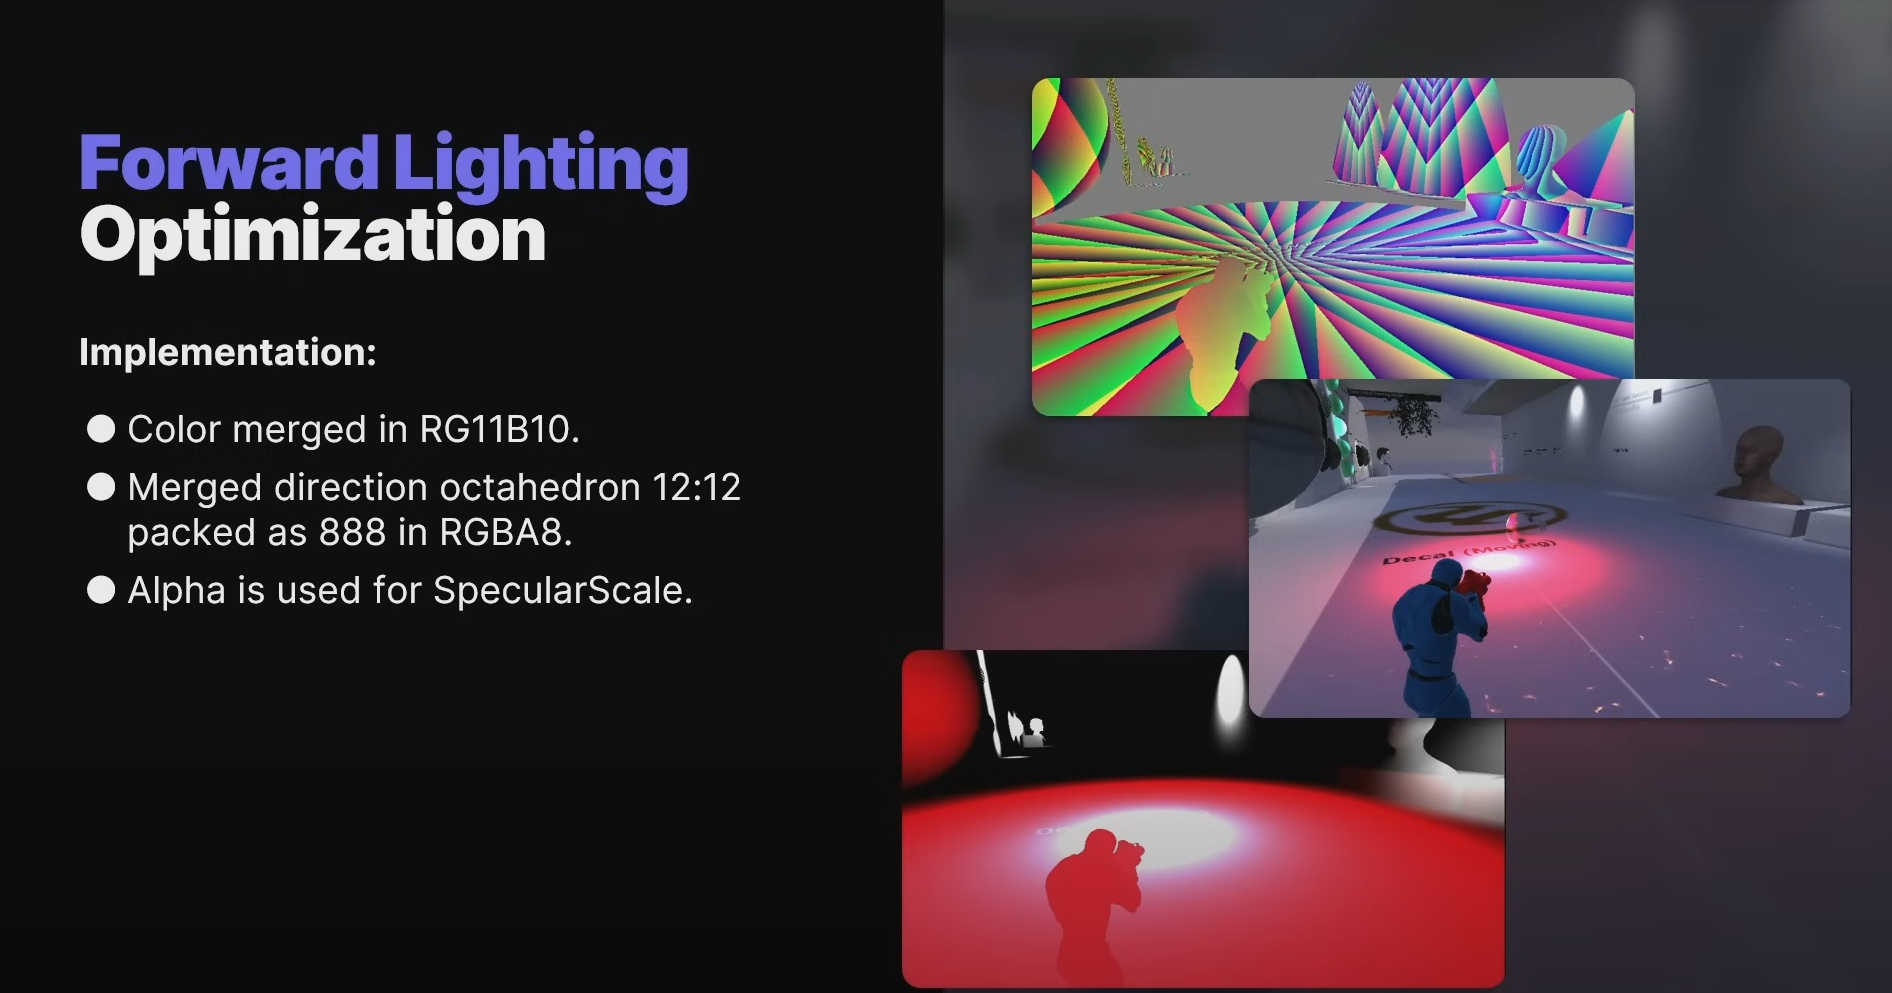 Forward Lighting
Optimization
Implementation:
● Color merged in RG11B10.
● Merged direction octahedron 12:12
packed as 888 in RGBA8.
● Alpha is used for SpecularScale.
Decal (Moving)